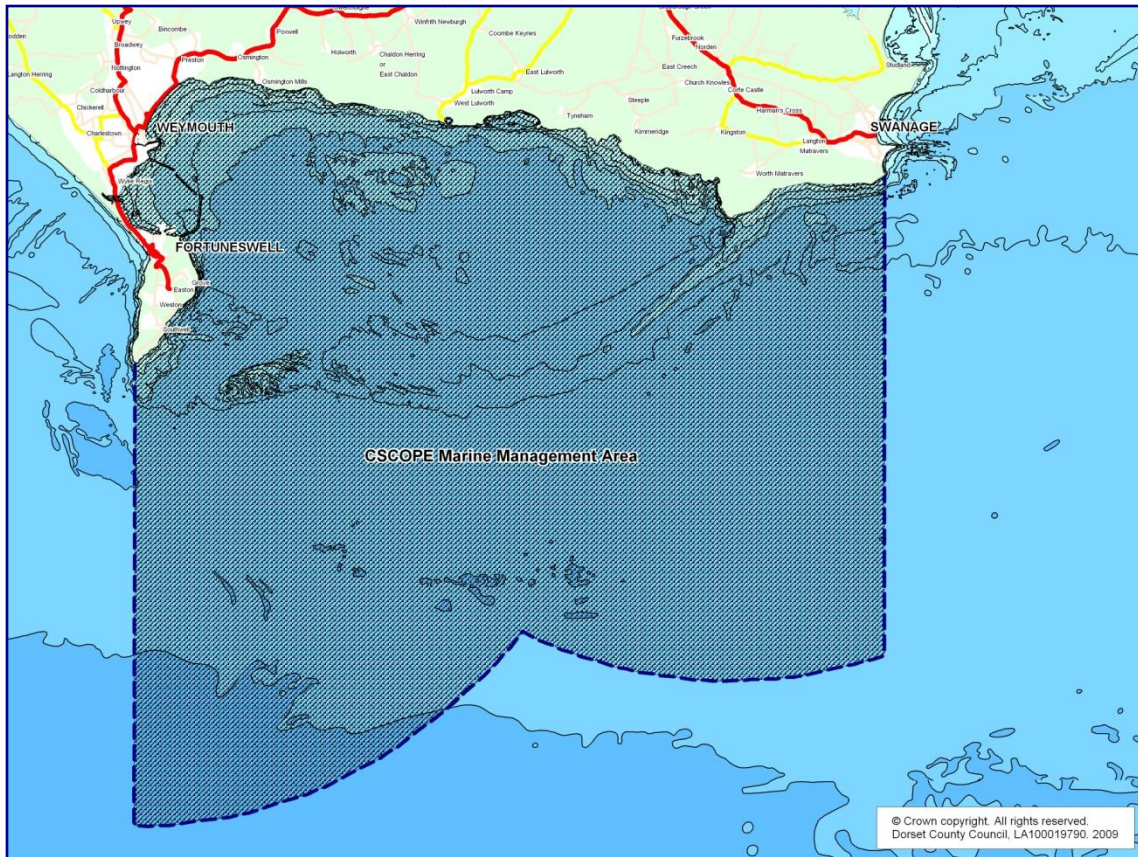 Upwey
Bincombe
Poxwell
Winfrith Newburgh
Coombe Keynes
Furzebrook
Norden
Broadwey
Preston
Osmington
Holworth
Chaldon Herring
or
East Chaldon
Nottington
Langton Herring
Osmington Mills
East Lulworth
East Creech
Church Knowle
Corfe Castle
Studland
Coldharbour
Lulworth Camp
West Lulworth
Steeple
Chickerell
Tyneham
Harman's Cross
Charlestown
WEYMOUTH
Kimmeridge
Kingston
SWANAGE
Langton
Matravers
Worth Matravers
Wyke Regis
FORTUNESWELL
Grove
Easton
Weston
Southwell
CSCOPE Marine Management Area
© Crown copyright. All rights reserved.
Dorset County Council, LA100019790. 2009